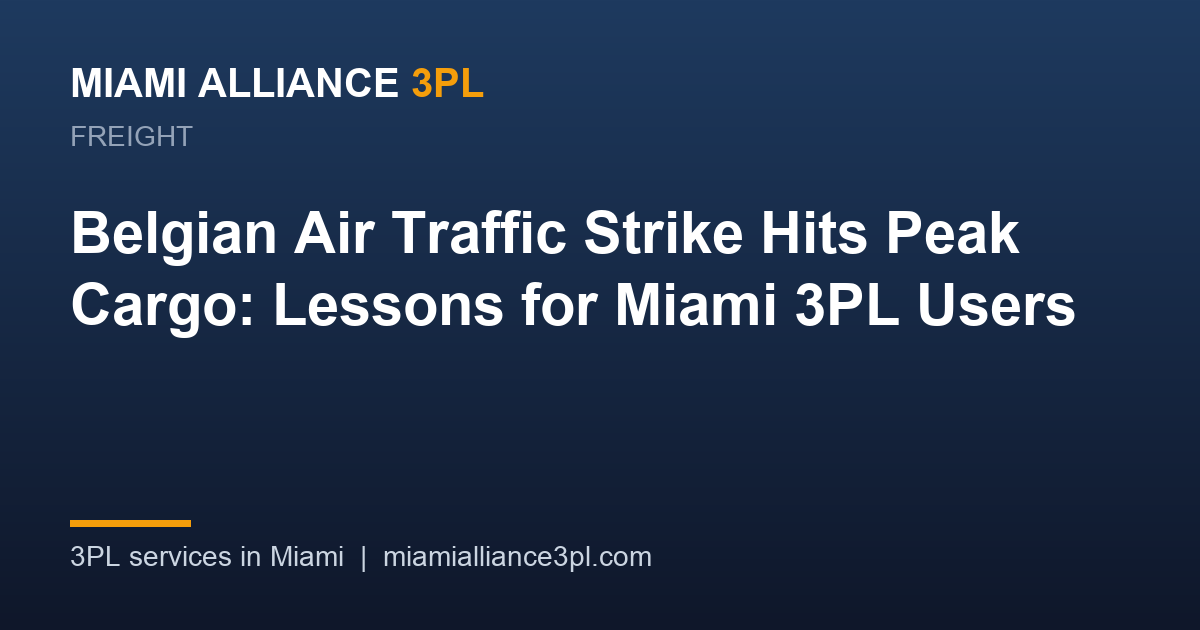 MIAMI ALLIANCE 3PL
FREIGHT
Belgian Air Traffic Strike Hits Peak
Cargo: Lessons for Miami 3PL Users
3PL services in Miami | miamialliance3pl.com